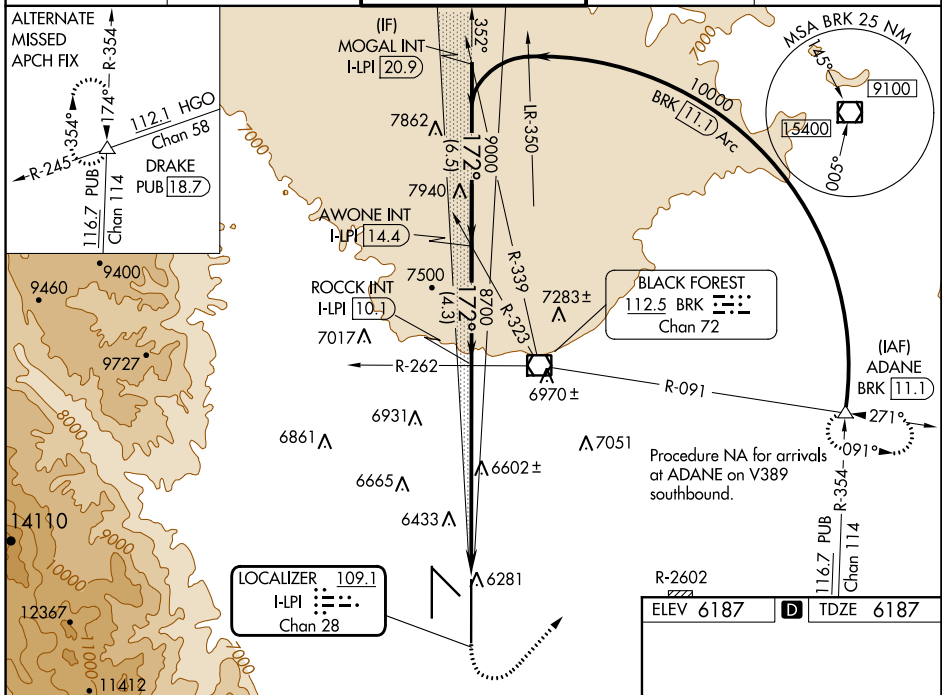 ALTERNATE
MISSED
APCH FIX
R-354
174°
354°
112.1 HGO
Chan 58
R-245
DRAKE
PUB 18.7
116.7 PUB
Chan 114
(IF)
MOGAL INT
I-LPI 20.9
352°
7000
MSA BRK 25 NM
145°
9100
15400
005°
10000
BRK 11.1 Arc
LR-350
7000
7862
172°
9000
(6.5)
7940
AWONE INT
I-LPI 14.4
R-339
R-323
7500
172°
8700
(4.3)
ROCCK INT
I-LPI 10.1
7283±
BLACK FOREST
112.5 BRK
Chan 72
9400
9460
9727
7017
R-262
6970±
R-091
(IAF)
ADANE
BRK 11.1
271°
091°
8000
6931
6861
7051
Procedure NA for arrivals
at ADANE on V389
southbound.
6602±
6665
6433
R-354
116.7 PUB
Chan 114
14110
9000
10000
12367
11000
11412
7000
LOCALIZER 109.1
I-LPI
Chan 28
6281
R-2602
ELEV 6187 D TDZE 6187